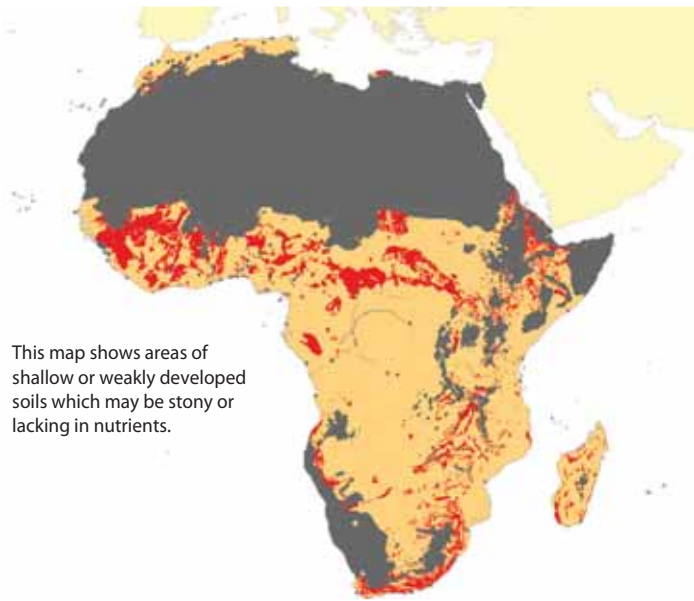 This map shows areas of
shallow or weakly developed
soils which may be stony or
lacking in nutrients.